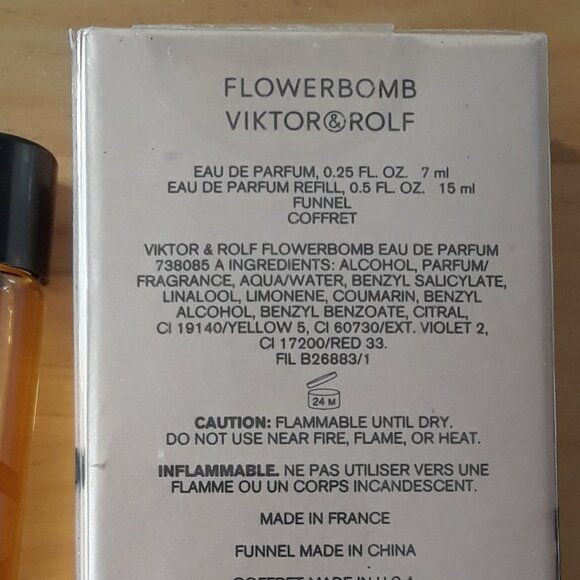 FLOWERBOMB
VIKTOR&ROLF
EAU DE PARFUM, 0.25 FL. OZ. 7 ml
EAU DE PARFUM REFILL, 0.5 FL. OZ. 15 ml
FUNNEL
COFFRET
VIKTOR & ROLF FLOWERBOMB EAU DE PARFUM
738085 A INGREDIENTS: ALCOHOL, PARFUM/
FRAGRANCE, AQUA/WATER, BENZYL SALICYLATE,
LINALOOL, LIMONENE, COUMARIN, BENZYL
ALCOHOL, BENZYL BENZOATE, CITRAL,
CI 19140/YELLOW 5, CI 60730/EXT. VIOLET 2,
CI 17200/RED 33.
FIL B26883/1
24 M
CAUTION: FLAMMABLE UNTIL DRY.
DO NOT USE NEAR FIRE, FLAME, OR HEAT.
INFLAMMABLE. NE PAS UTILISER VERS UNE
FLAMME OU UN CORPS INCANDESCENT.
MADE IN FRANCE
FUNNEL MADE IN CHINA
COFFRET MADE IN U.S.A.